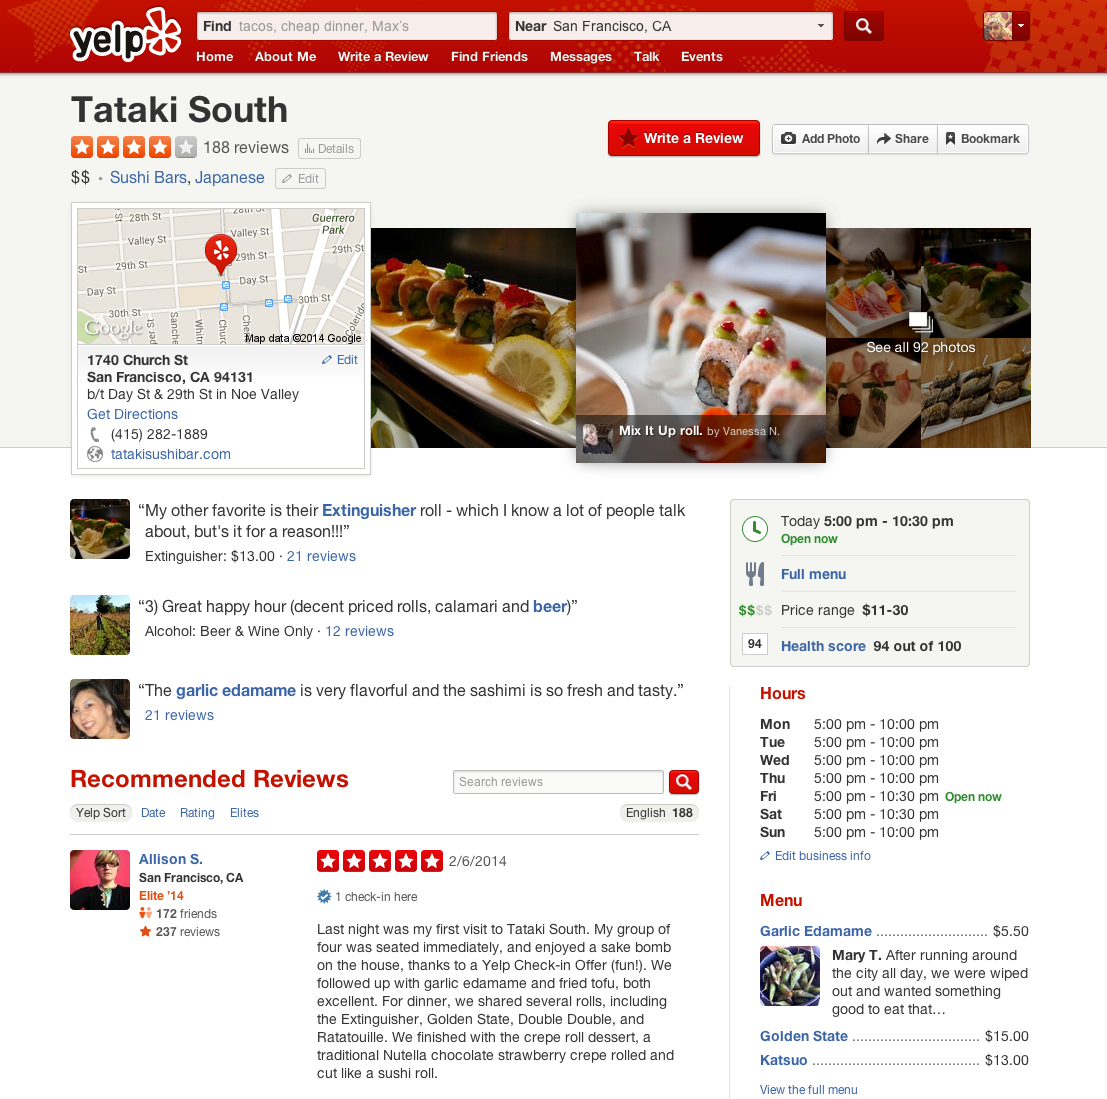 yelp
Find tacos, cheap dinner, Max's
Near San Francisco, CA
Home About Me Write a Review Find Friends Messages Talk Events
Tataki South
188 reviews Details
Write a Review
Add Photo Share Bookmark
$$ • Sushi Bars, Japanese Edit
28th St
28th St
Guerrero Park
Valley St
Valley St
29th St
29th St
Day St
Day St
30th St
30th St
Google
Map data ©2014 Google
1740 Church St
Edit
San Francisco, CA 94131
b/t Day St & 29th St in Noe Valley
Get Directions
(415) 282-1889
tatakisushibar.com
Mix It Up roll. by Vanessa N.
See all 92 photos
“My other favorite is their Extinguisher roll - which I know a lot of people talk
about, but's it for a reason!!!”
Extinguisher: $13.00 · 21 reviews
“3) Great happy hour (decent priced rolls, calamari and beer)”
Alcohol: Beer & Wine Only · 12 reviews
“The garlic edamame is very flavorful and the sashimi is so fresh and tasty.”
21 reviews
Today 5:00 pm - 10:30 pm
Open now
Full menu
$$$$ Price range $11-30
94 Health score 94 out of 100
Recommended Reviews
Search reviews
Yelp Sort Date Rating Elites
English 188
Allison S.
San Francisco, CA
Elite ’14
172 friends
237 reviews
2/6/2014
1 check-in here
Last night was my first visit to Tataki South. My group of
four was seated immediately, and enjoyed a sake bomb
on the house, thanks to a Yelp Check-in Offer (fun!). We
followed up with garlic edamame and fried tofu, both
excellent. For dinner, we shared several rolls, including
the Extinguisher, Golden State, Double Double, and
Ratatouille. We finished with the crepe roll dessert, a
traditional Nutella chocolate strawberry crepe rolled and
cut like a sushi roll.
Hours
Mon 5:00 pm - 10:00 pm
Tue 5:00 pm - 10:00 pm
Wed 5:00 pm - 10:00 pm
Thu 5:00 pm - 10:00 pm
Fri 5:00 pm - 10:30 pm Open now
Sat 5:00 pm - 10:30 pm
Sun 5:00 pm - 10:00 pm
Edit business info
Menu
Garlic Edamame ............................ $5.50
Mary T. After running around
the city all day, we were wiped
out and wanted something
good to eat that…
Golden State ................................ $15.00
Katsuo .......................................... $13.00
View the full menu